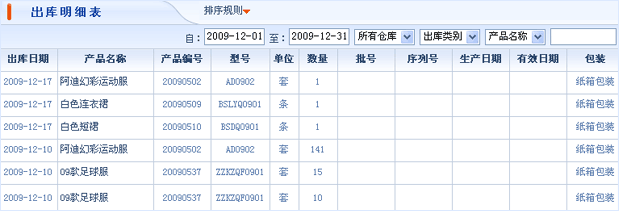 出库明细表 排序规则
自: 2009-12-01 至: 2009-12-31 所有仓库 出库类别 产品名称
出库日期 产品名称 产品编号 型号 单位 数量 批号 序列号 生产日期 有效日期 包装
2009-12-17 阿迪幻彩运动服 20090502 AD0902 套 1 纸箱包装
2009-12-17 白色连衣裙 20090509 BSLYQ0901 条 1 纸箱包装
2009-12-17 白色短裙 20090510 BSDQ0901 条 1 纸箱包装
2009-12-10 阿迪幻彩运动服 20090502 AD0902 套 141 纸箱包装
2009-12-10 09款足球服 20090537 ZZKZQF0901 套 15 纸箱包装
2009-12-10 09款足球服 20090537 ZZKZQF0901 套 10 纸箱包装